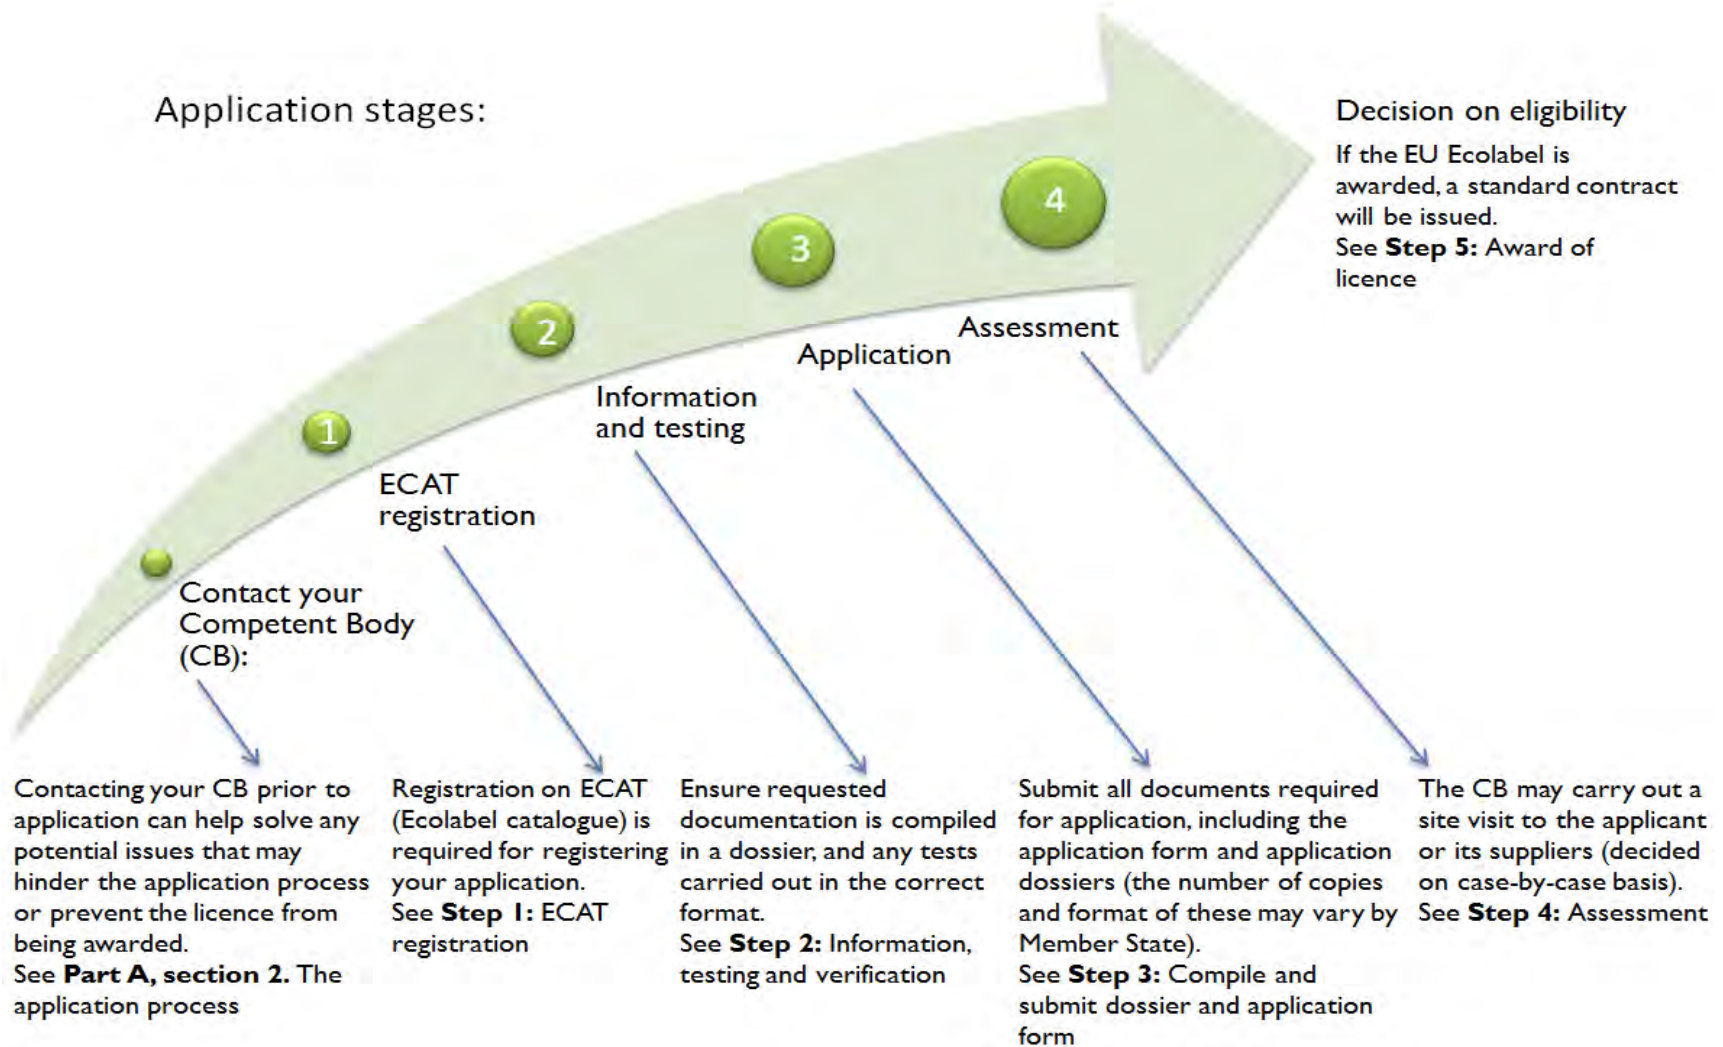 Application stages:
Decision on eligibility
If the EU Ecolabel is
awarded, a standard contract
will be issued.
See Step 5: Award of
licence
4
3
2
1
Assessment
Application
Information
and testing
ECAT
registration
Contact your
Competent Body
(CB):
Contacting your CB prior to
application can help solve any
potential issues that may
hinder the application process
or prevent the licence from
being awarded.
See Part A, section 2. The
application process
Registration on ECAT
(Ecolabel catalogue) is
required for registering
your application.
See Step 1: ECAT
registration
Ensure requested
documentation is compiled
in a dossier, and any tests
carried out in the correct
format.
See Step 2: Information,
testing and verification
Submit all documents required
for application, including the
application form and application
dossiers (the number of copies
and format of these may vary by
Member State).
See Step 3: Compile and
submit dossier and application
form
The CB may carry out a
site visit to the applicant
or its suppliers (decided
on case-by-case basis).
See Step 4: Assessment